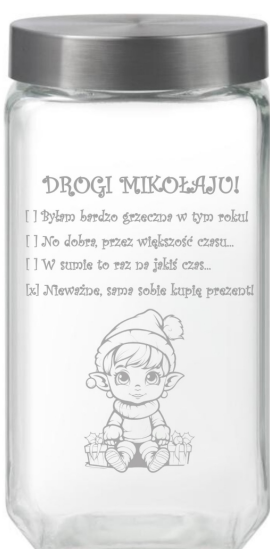 DROGI MIKOŁAJU!
[ ] Byłam bardzo grzeczna w tym roku!
[ ] No dobra, przez większość czasu...
[ ] W sumie to raz na jakiś czas...
[x] Nieważne, sama sobie kupię prezent!